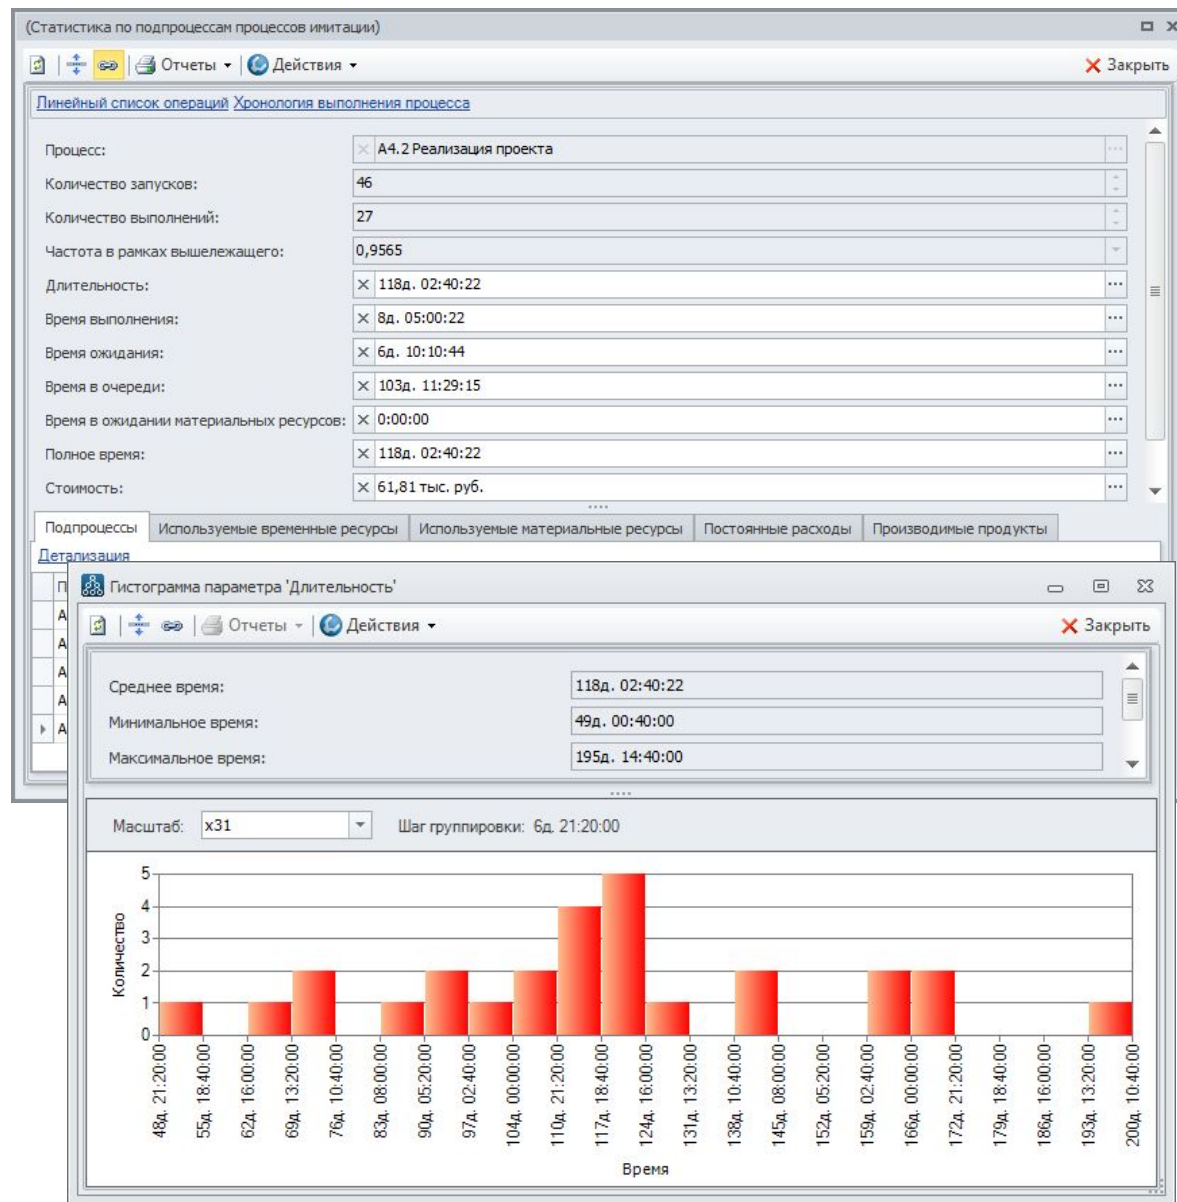 (Статистика по подпроцессам процессов имитации)
Отчеты Действия Закрыть
Линейный список операций Хронология выполнения процесса
Процесс: А4.2 Реализация проекта
Количество запусков: 46
Количество выполнений: 27
Частота в рамках вышележащего: 0,9565
Длительность: 118д. 02:40:22
Время выполнения: 8д. 05:00:22
Время ожидания: 6д. 10:10:44
Время в очереди: 103д. 11:29:15
Время в ожидании материальных ресурсов: 0:00:00
Полное время: 118д. 02:40:22
Стоимость: 61,81 тыс. руб.
Подпроцессы Используемые временные ресурсы Используемые материальные ресурсы Постоянные расходы Производимые продукты
Детализация
П
А
А
А
А
А
Гистограмма параметра 'Длительность'
Отчеты Действия Закрыть
Среднее время: 118д. 02:40:22
Минимальное время: 49д. 00:40:00
Максимальное время: 195д. 14:40:00
Масштаб: x31 Шаг группировки: 6д. 21:20:00
Количество
5
4
3
2
1
0
48д. 21:20:00
55д. 18:40:00
62д. 16:00:00
69д. 13:20:00
76д. 10:40:00
83д. 08:00:00
90д. 05:20:00
97д. 02:40:00
104д. 00:00:00
110д. 21:20:00
117д. 18:40:00
124д. 16:00:00
131д. 13:20:00
138д. 10:40:00
145д. 08:00:00
152д. 05:20:00
159д. 02:40:00
166д. 00:00:00
172д. 21:20:00
179д. 18:40:00
186д. 16:00:00
193д. 13:20:00
200д. 10:40:00
Время